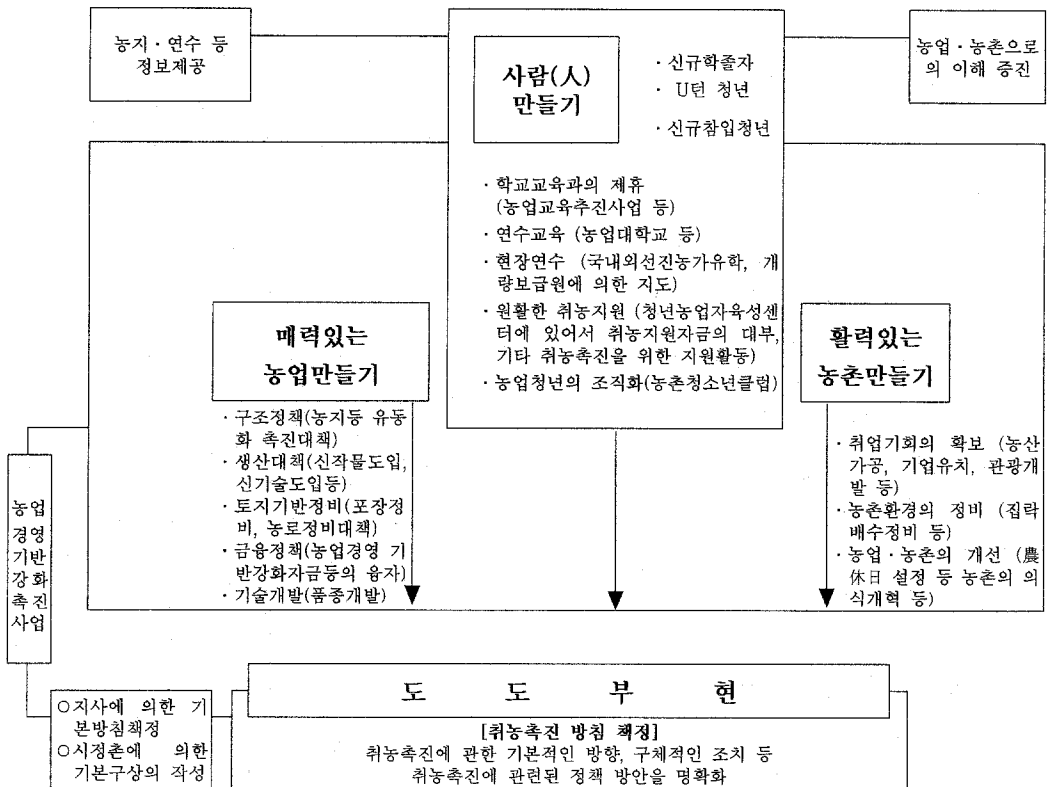 농지 · 연수 등
정보제공
사람(人)
만들기
· 신규학졸자
· U턴 청년
· 신규참입청년
농업 · 농촌으로
의 이해 증진
· 학교교육과의 제휴
(농업교육추진사업 등)
· 연수교육 (농업대학교 등)
· 현장연수 (국내외선진농가유학, 개
량보급원에 의한 지도)
· 원활한 취농지원 (청년농업자육성센
터에 있어서 취농지원자금의 대부,
기타 취농촉진을 위한 지원활동)
· 농업청년의 조직화(농촌청소년클럽)
매력있는
농업만들기
· 구조정책(농지등 유동
화 촉진대책)
· 생산대책(신작물도입,
신기술도입등)
· 토지기반정비(포장정
비, 농로정비대책)
· 금융정책(농업경영 기
반강화자금등의 융자)
· 기술개발(품종개발)
활력있는
농촌만들기
· 취업기회의 확보 (농산
가공, 기업유치, 관광개
발 등)
· 농촌환경의 정비 (집락
배수정비 등)
· 농업 · 농촌의 개선 (農
休日 설정 등 농촌의 의
식개혁 등)
농업
경영
기반
강화
촉진
사업
○지사에 의한 기
본방침책정
○시정촌에 의한
기본구상의 작성
도 도 부 현
[취농촉진 방침 책정]
취농촉진에 관한 기본적인 방향, 구체적인 조치 등
취농촉진에 관련된 정책 방안을 명확화